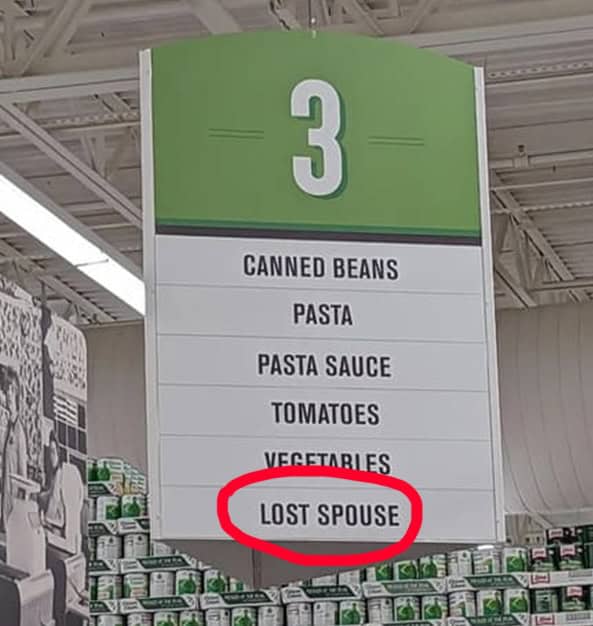 3
CANNED BEANS
PASTA
PASTA SAUCE
TOMATOES
VEGETABLES
LOST SPOUSE